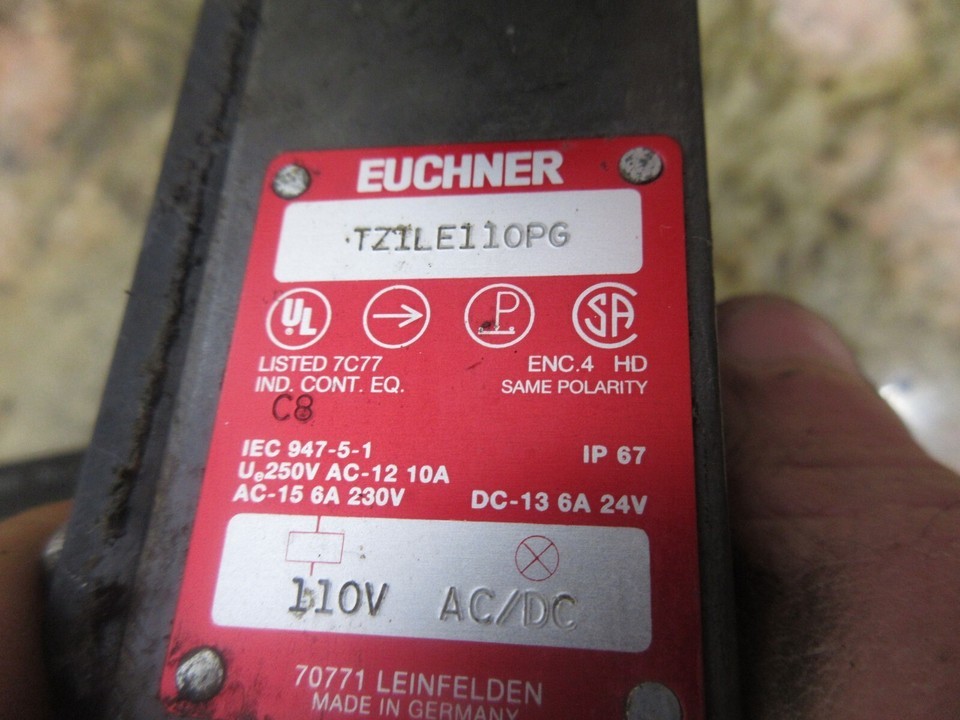 EUCHNER
TZ1LE110PG
UL
P
SA
LISTED 7C77
IND. CONT. EQ.
ENC.4 HD
SAME POLARITY
C8
IEC 947-5-1
IP 67
Ue250V AC-12 10A
AC-15 6A 230V
DC-13 6A 24V
110V AC/DC
70771 LEINFELDEN
MADE IN GERMANY